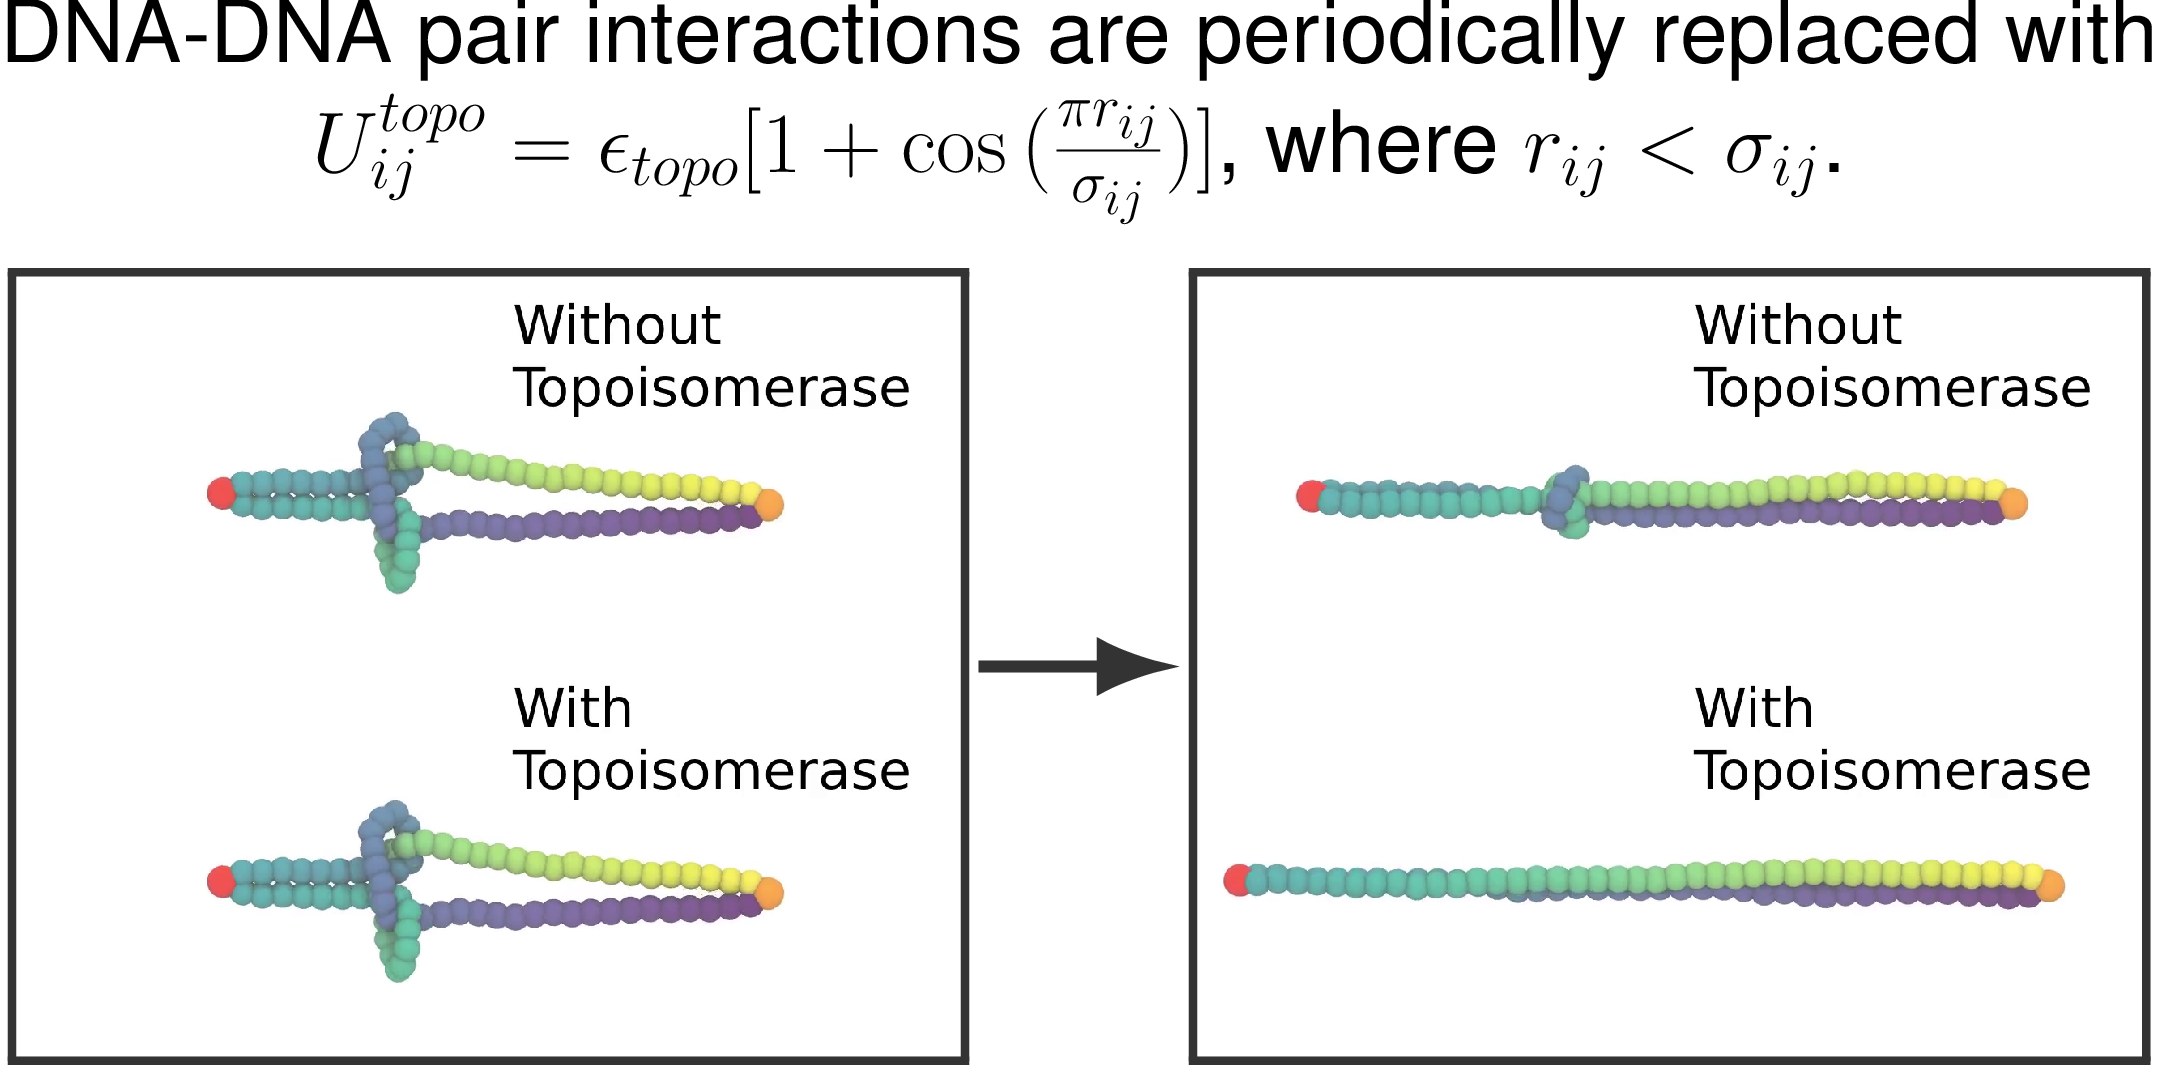 DNA-DNA pair interactions are periodically replaced with
$U_{ij}^{topo} = \epsilon_{topo}[1 + \cos(\frac{\pi r_{ij}}{\sigma_{ij}})]$, where $r_{ij} < \sigma_{ij}$.
Without
Topoisomerase
With
Topoisomerase
Without
Topoisomerase
With
Topoisomerase